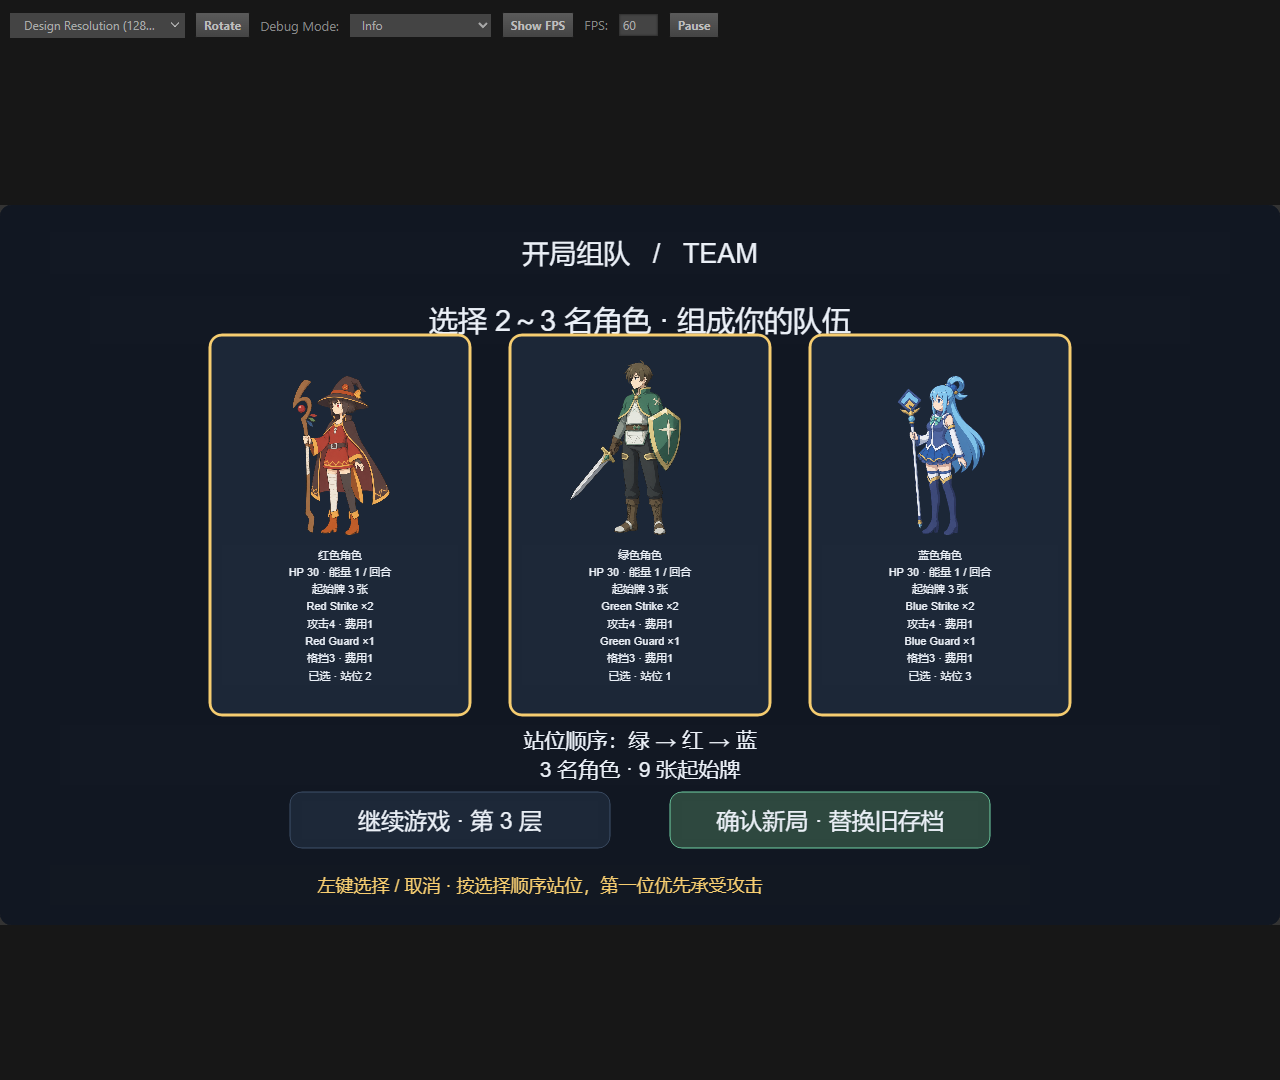 Design Resolution (128...
Rotate
Debug Mode:
Info
Show FPS
FPS:
60
Pause
开局组队 / TEAM
选择 2 ~ 3 名角色 · 组成你的队伍
红色角色
HP 30 · 能量 1 / 回合
起始牌 3 张
Red Strike ×2
攻击4 · 费用1
Red Guard ×1
格挡3 · 费用1
已选 · 站位 2
绿色角色
HP 30 · 能量 1 / 回合
起始牌 3 张
Green Strike ×2
攻击4 · 费用1
Green Guard ×1
格挡3 · 费用1
已选 · 站位 1
蓝色角色
HP 30 · 能量 1 / 回合
起始牌 3 张
Blue Strike ×2
攻击4 · 费用1
Blue Guard ×1
格挡3 · 费用1
已选 · 站位 3
站位顺序：绿 → 红 → 蓝
3 名角色 · 9 张起始牌
继续游戏 · 第 3 层
确认新局 · 替换旧存档
左键选择 / 取消 · 按选择顺序站位，第一位优先承受攻击